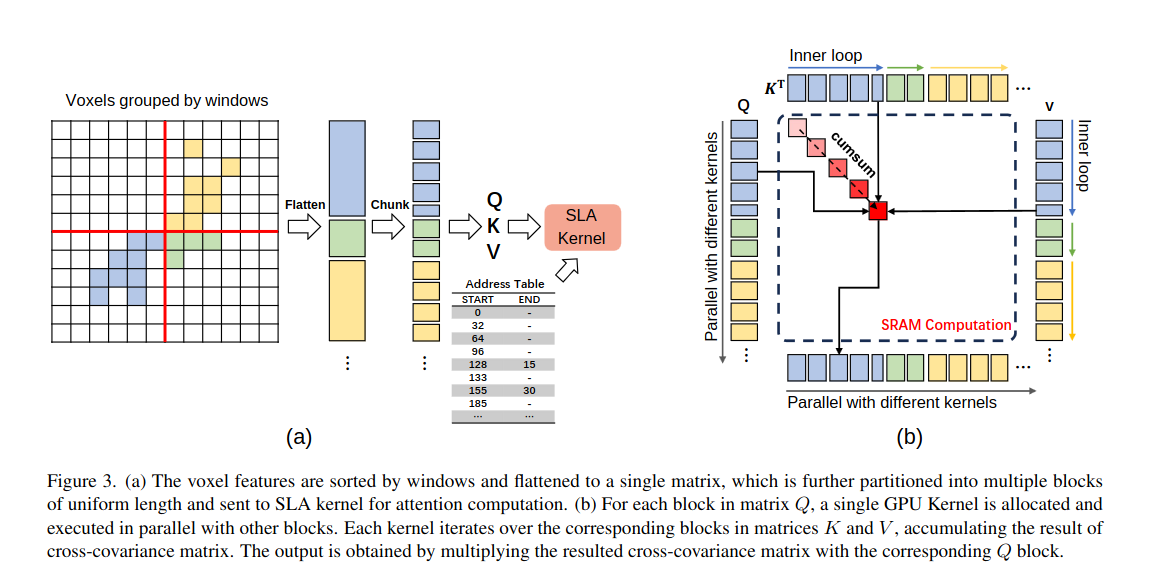 Voxels grouped by windows
Flatten
Chunk
Q
K
V
SLA
Kernel
Address Table
START END
0 -
32 -
64 -
96 -
128 15
133 -
155 30
185 -
... ...
⋮
⋮
(a)
Inner loop
Kᵀ
...
Q
V
Parallel with different kernels
cumsum
Inner loop
SRAM Computation
⋮
⋮
...
Parallel with different kernels
(b)
Figure 3. (a) The voxel features are sorted by windows and flattened to a single matrix, which is further partitioned into multiple blocks
of uniform length and sent to SLA kernel for attention computation. (b) For each block in matrix Q, a single GPU Kernel is allocated and
executed in parallel with other blocks. Each kernel iterates over the corresponding blocks in matrices K and V, accumulating the result of
cross-covariance matrix. The output is obtained by multiplying the resulted cross-covariance matrix with the corresponding Q block.